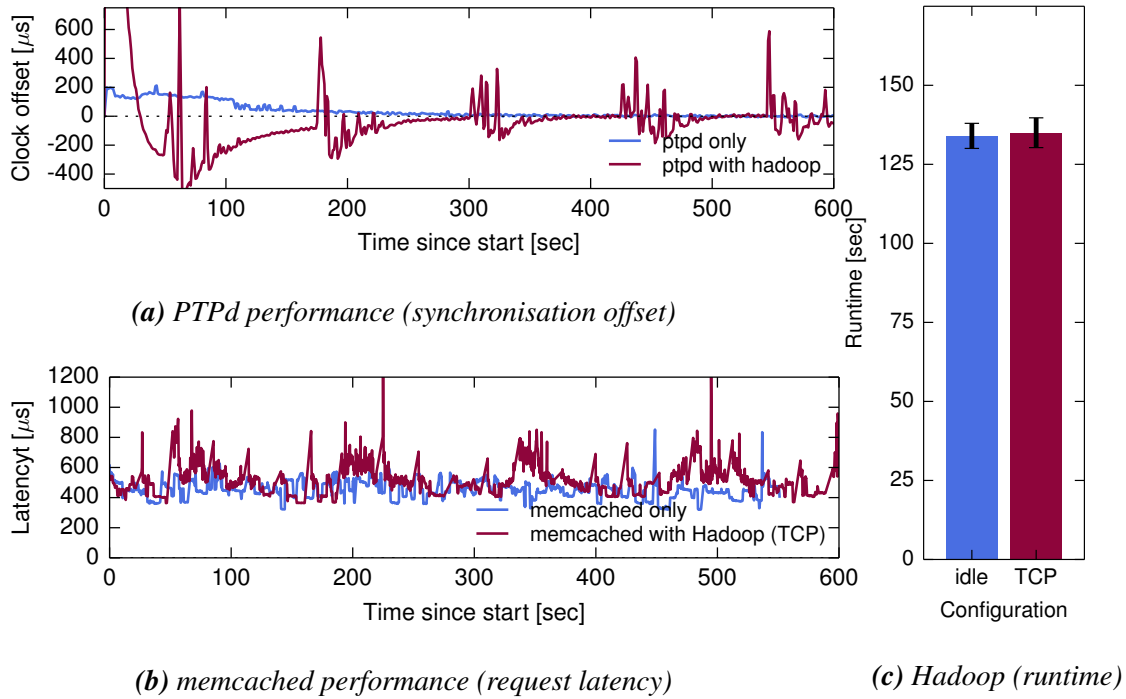 Clock offset [µs]
600
400
200
0
-200
-400
ptpd only
ptpd with hadoop
0 100 200 300 400 500 600
Time since start [sec]
(a) PTPd performance (synchronisation offset)
Latencyt [µs]
1200
1000
800
600
400
200
0
memcached only
memcached with Hadoop (TCP)
0 100 200 300 400 500 600
Time since start [sec]
(b) memcached performance (request latency)
Runtime [sec]
150
125
100
75
50
25
0
idle TCP
Configuration
(c) Hadoop (runtime)